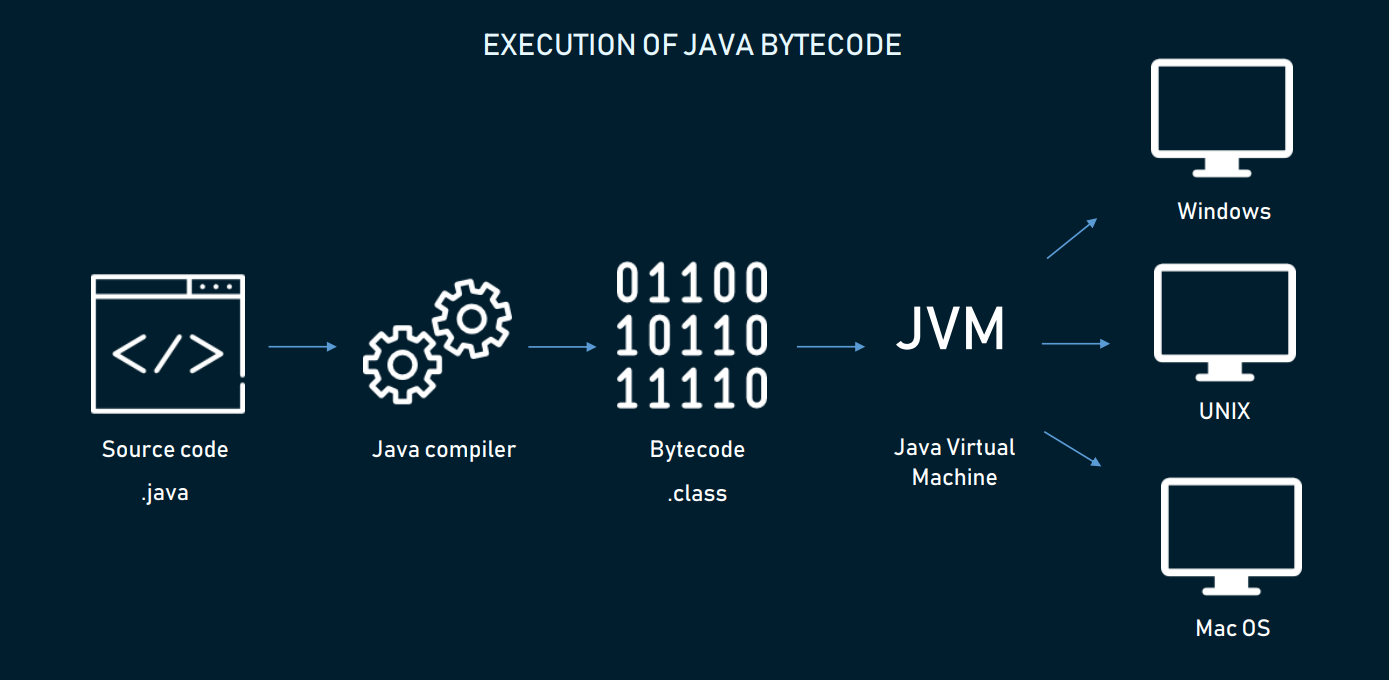 EXECUTION OF JAVA BYTECODE
</>
Source code
.java
Java compiler
01100
10110
11110
Bytecode
.class
JVM
Java Virtual
Machine
Windows
UNIX
Mac OS